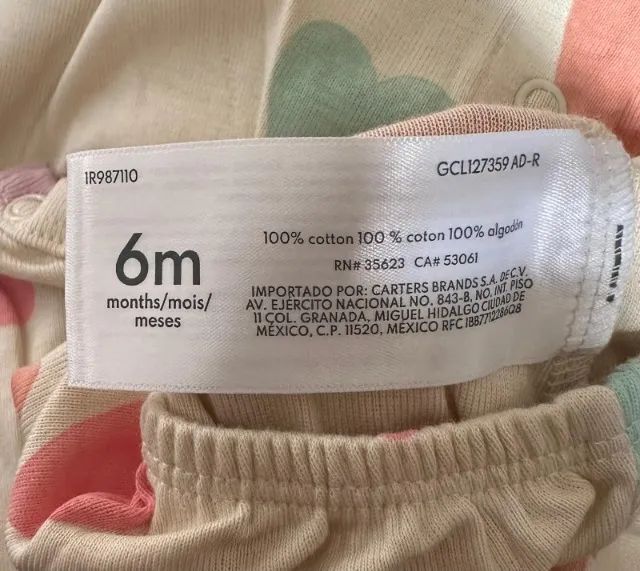 1R987110
GCL127359 AD-R
6m
months/mois/
meses
100% cotton 100 % coton 100% algodón
RN# 35623 CA# 53061
IMPORTADO POR: CARTERS BRANDS S.A. DE C.V.
AV. EJÉRCITO NACIONAL NO. 843-B, NO. INT. PISO
11 COL. GRANADA, MIGUEL HIDALGO CIUDAD DE
MÉXICO, C.P. 11520, MÉXICO RFC IBB7712286Q8